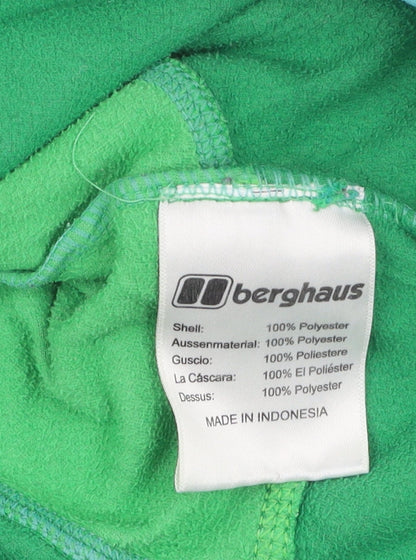 berghaus
Shell: 100% Polyester
Aussenmaterial: 100% Polyester
Guscio: 100% Poliestere
La Cáscara: 100% El Poliéster
Dessus: 100% Polyester
MADE IN INDONESIA